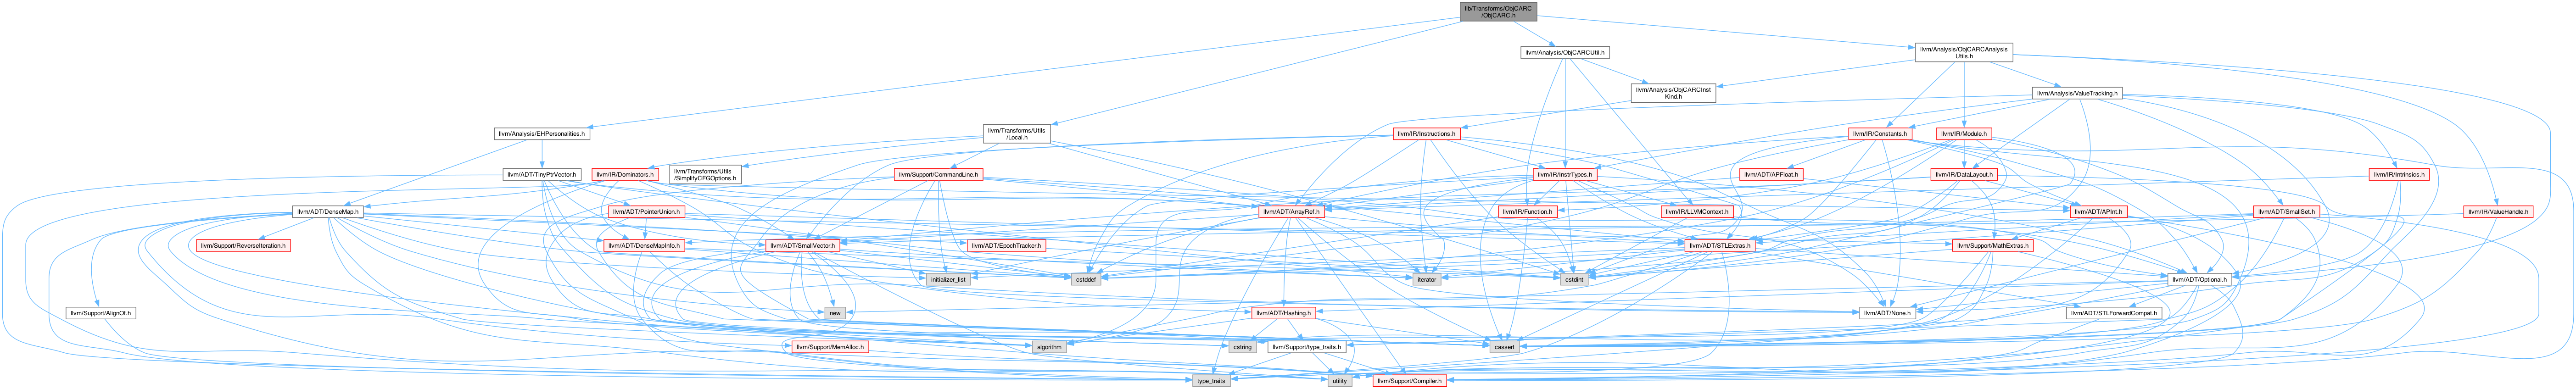 lib/Transforms/ObjCARC
/ObjCARC.h
llvm/Analysis/ObjCARCUtil.h
llvm/Analysis/ObjCARCAnalysis
Utils.h
llvm/Analysis/ObjCARCInst
Kind.h
llvm/Analysis/ValueTracking.h
llvm/Analysis/EHPersonalities.h
llvm/Transforms/Utils
/Local.h
llvm/IR/Instructions.h
llvm/IR/Constants.h
llvm/IR/Module.h
llvm/ADT/TinyPtrVector.h
llvm/IR/Dominators.h
llvm/Transforms/Utils
/SimplifyCFGOptions.h
llvm/Support/CommandLine.h
llvm/IR/InstrTypes.h
llvm/ADT/APFloat.h
llvm/IR/DataLayout.h
llvm/IR/Intrinsics.h
llvm/ADT/DenseMap.h
llvm/ADT/PointerUnion.h
llvm/ADT/ArrayRef.h
llvm/IR/Function.h
llvm/IR/LLVMContext.h
llvm/ADT/APInt.h
llvm/ADT/SmallSet.h
llvm/IR/ValueHandle.h
llvm/Support/ReverseIteration.h
llvm/ADT/DenseMapInfo.h
llvm/ADT/SmallVector.h
llvm/ADT/EpochTracker.h
llvm/ADT/STLExtras.h
llvm/Support/MathExtras.h
initializer_list
cstddef
iterator
cstdint
llvm/ADT/Optional.h
llvm/Support/AlignOf.h
new
llvm/ADT/Hashing.h
llvm/ADT/None.h
llvm/ADT/STLForwardCompat.h
llvm/Support/MemAlloc.h
algorithm
cstring
llvm/Support/type_traits.h
cassert
type_traits
utility
llvm/Support/Compiler.h